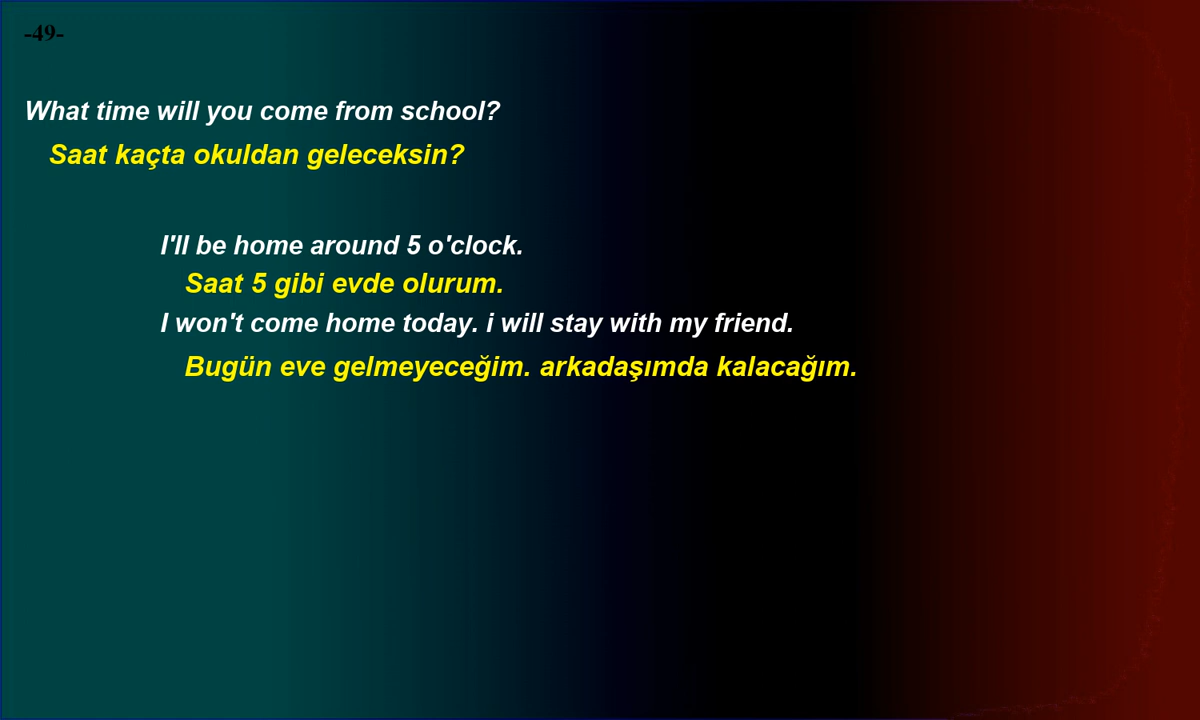 -49-
What time will you come from school?
Saat kaçta okuldan geleceksin?
I'll be home around 5 o'clock.
Saat 5 gibi evde olurum.
I won't come home today. i will stay with my friend.
Bugün eve gelmeyeceğim. arkadaşımda kalacağım.